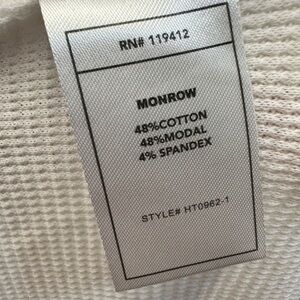 RN# 119412
MONROW
48%COTTON
48%MODAL
4% SPANDEX
STYLE# HT0962-1